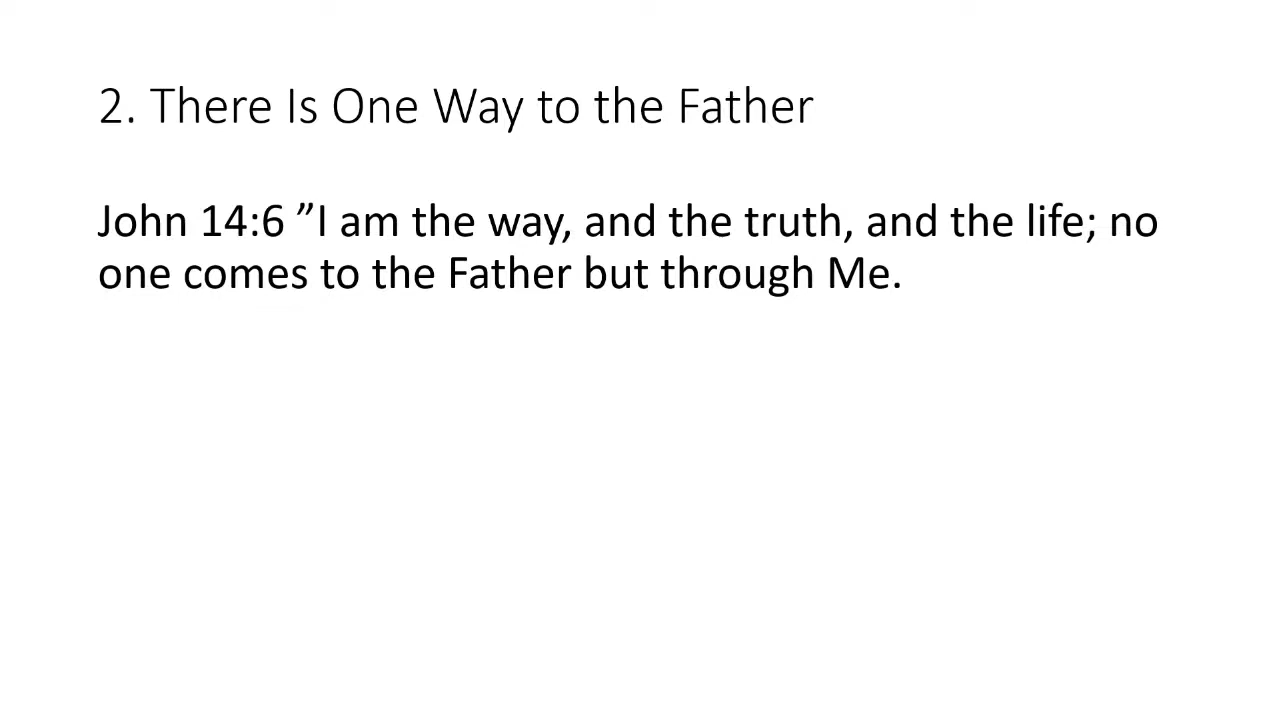 2. There Is One Way to the Father
John 14:6 ”I am the way, and the truth, and the life; no
one comes to the Father but through Me.